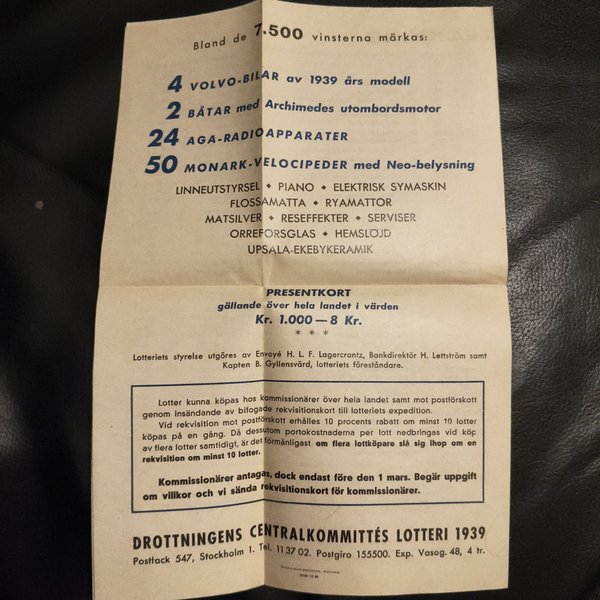 Bland de 7.500 vinsterna märkas:
4 VOLVO-BILAR av 1939 års modell
2 BÅTAR med Archimedes utombordsmotor
24 AGA-RADIOAPPARATER
50 MONARK-VELOCIPEDER med Neo-belysning
LINNEUTSTYRSEL • PIANO • ELEKTRISK SYMASKIN
FLOSSAMATTA • RYAMATTOR
MATSILVER • RESEFFEKTER • SERVISER
ORREFORSGLAS • HEMSLÖJD
UPSALA-EKEBYKERAMIK
PRESENTKORT
gällande över hela landet i värden
Kr. 1.000 — 8 Kr.
* * *
Lotteriets styrelse utgöres av Envoyé H. L. F. Lagercrantz, Bankdirektör H. Lettström samt
Kapten B. Gyllensvärd, lotteriets föreståndare.
Lotter kunna köpas hos kommissionärer över hela landet samt mot postförskott
genom insändande av bifogade rekvisitionskort till lotteriets expedition.
Vid rekvisition mot postförskott erhålles 10 procents rabatt om minst 10 lotter
köpas på en gång. Då dessutom portokostnaderna per lott nedbringas vid köp
av flera lotter samtidigt, är det förmånligast om flera lottköpare slå sig ihop om en
rekvisition om minst 10 lotter.
Kommissionärer antagas, dock endast före den 1 mars. Begär uppgift
om villkor och vi sända rekvisitionskort för kommissionärer.
DROTTNINGENS CENTRALKOMMITTÉS LOTTERI 1939
Postfack 547, Stockholm 1. Tel. 11 37 02. Postgiro 155500. Exp. Vasag. 48, 4 tr.